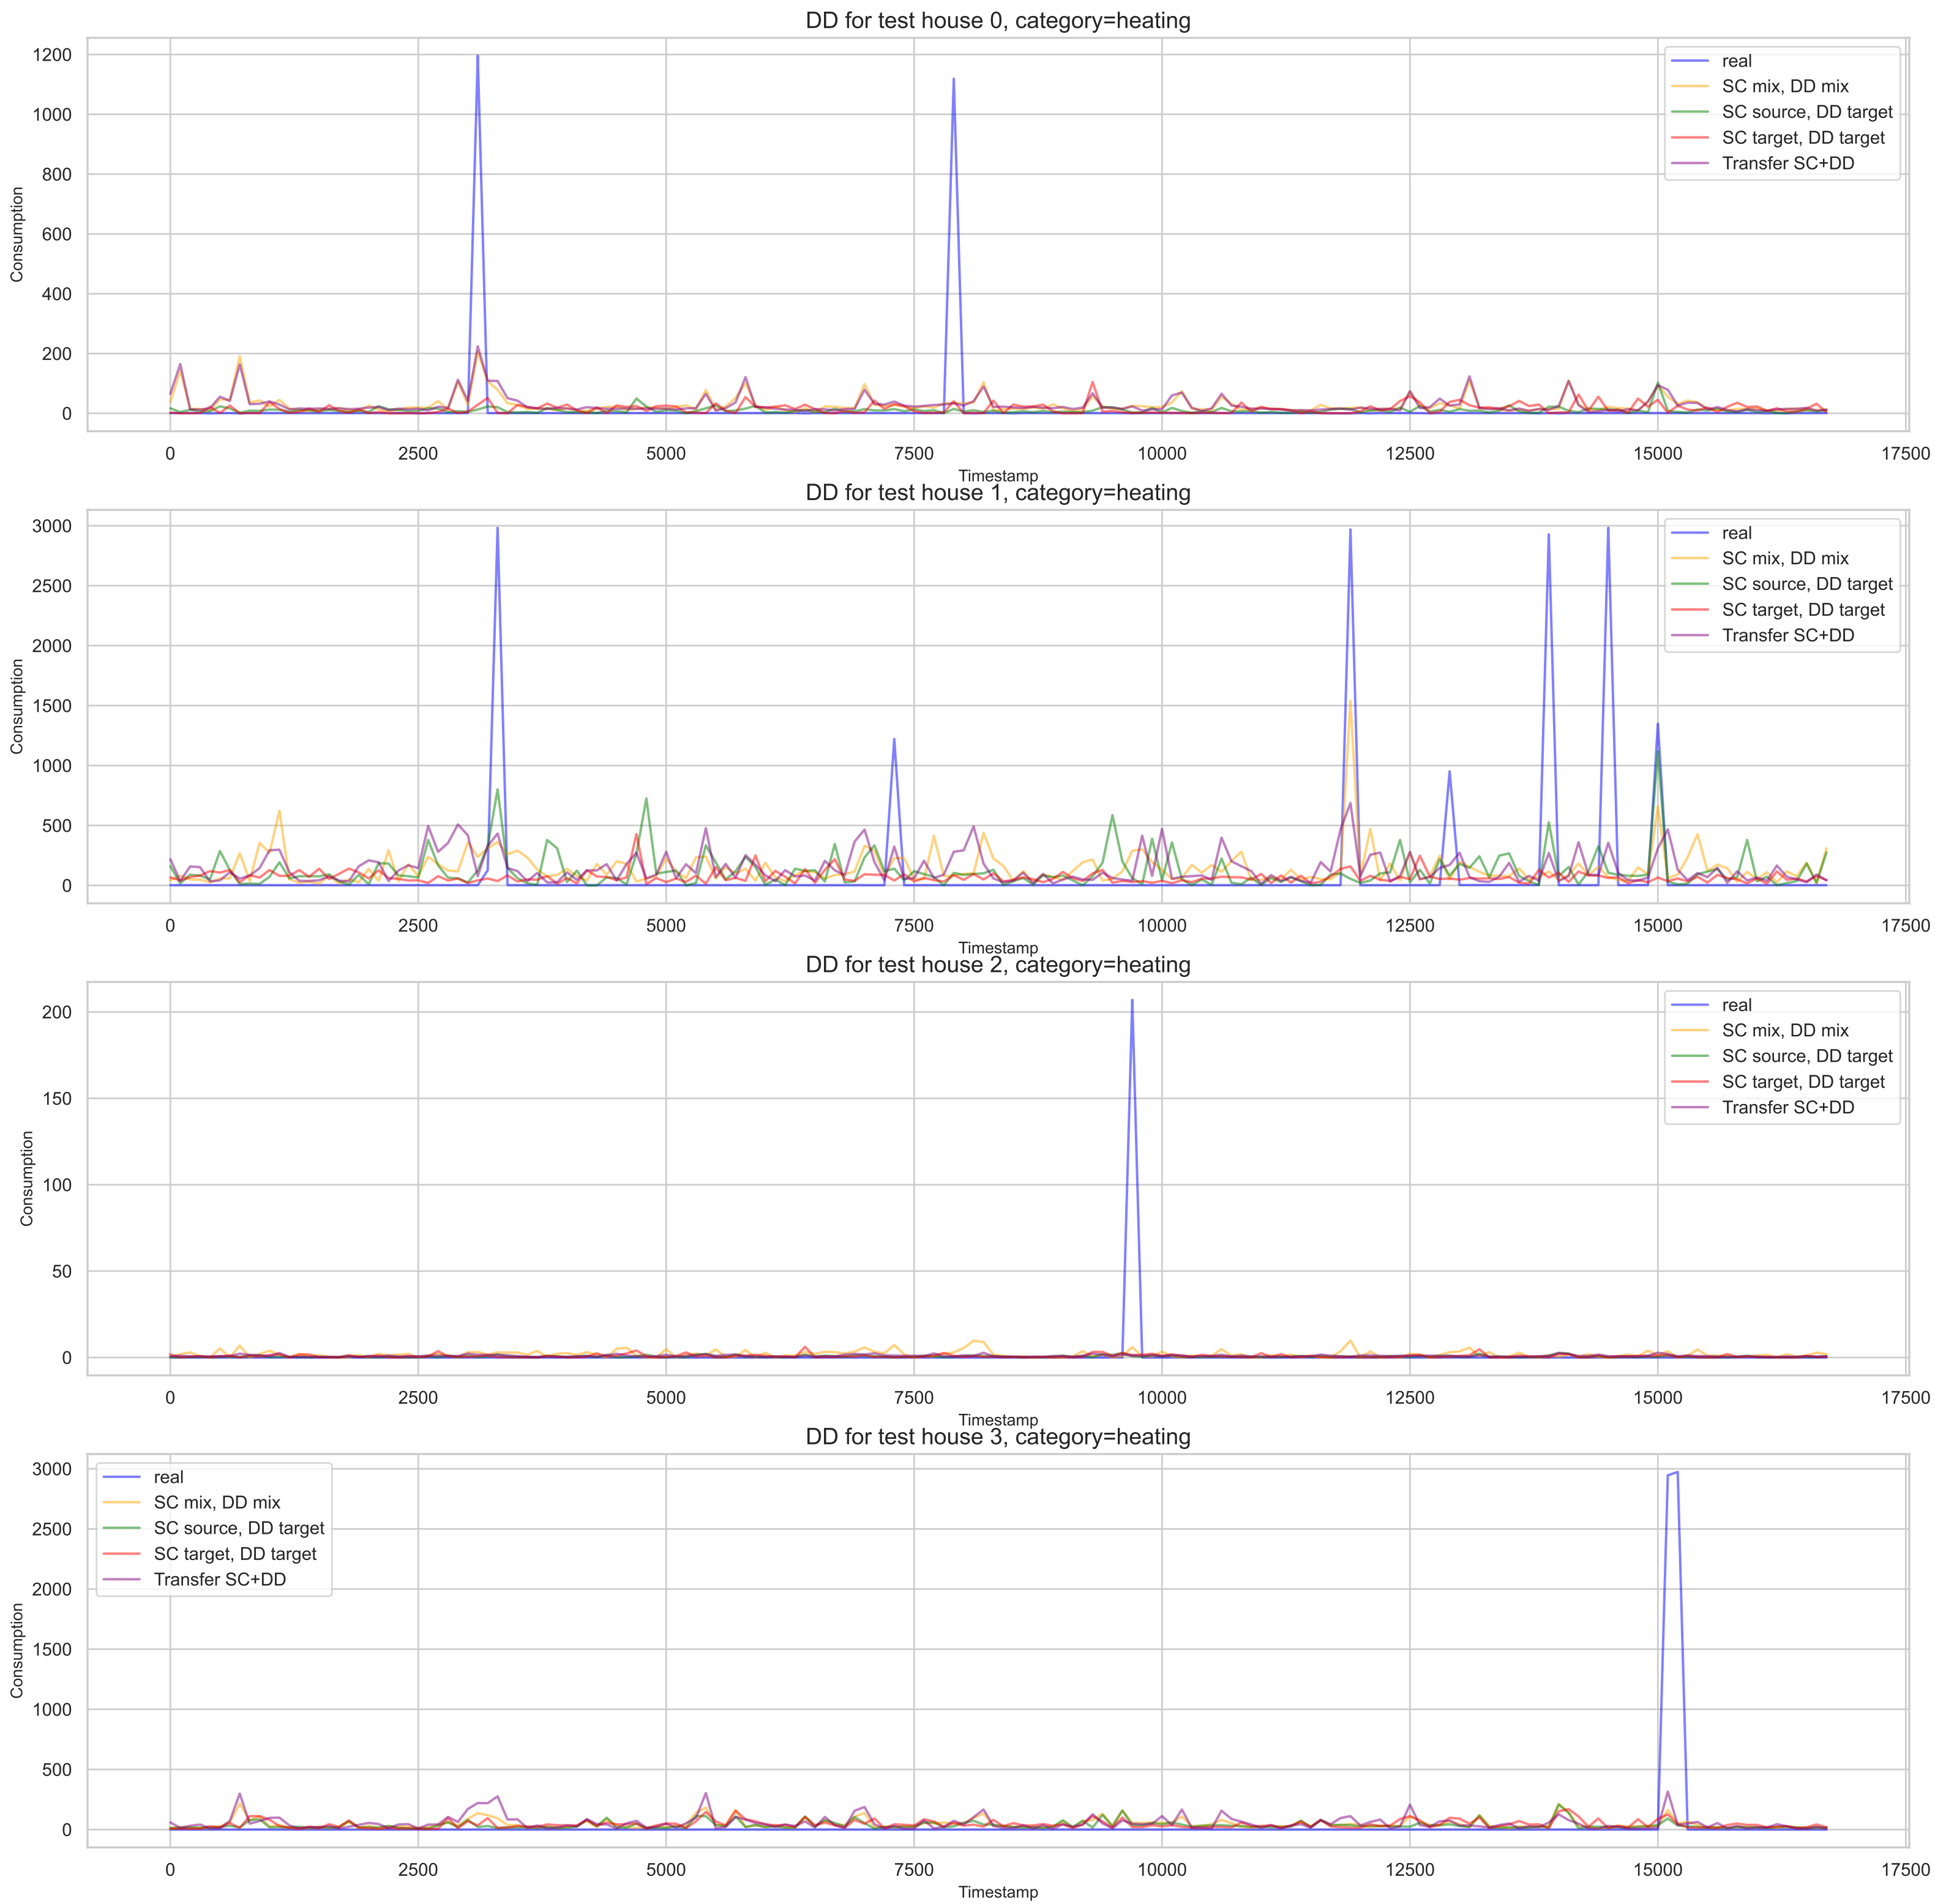 DD for test house 0, category=heating
1200
1000
800
600
400
200
0
Consumption
real
SC mix, DD mix
SC source, DD target
SC target, DD target
Transfer SC+DD
0 2500 5000 7500 10000 12500 15000 17500
Timestamp
DD for test house 1, category=heating
3000
2500
2000
1500
1000
500
0
Consumption
real
SC mix, DD mix
SC source, DD target
SC target, DD target
Transfer SC+DD
0 2500 5000 7500 10000 12500 15000 17500
Timestamp
DD for test house 2, category=heating
200
150
100
50
0
Consumption
real
SC mix, DD mix
SC source, DD target
SC target, DD target
Transfer SC+DD
0 2500 5000 7500 10000 12500 15000 17500
Timestamp
DD for test house 3, category=heating
3000
2500
2000
1500
1000
500
0
Consumption
real
SC mix, DD mix
SC source, DD target
SC target, DD target
Transfer SC+DD
0 2500 5000 7500 10000 12500 15000 17500
Timestamp